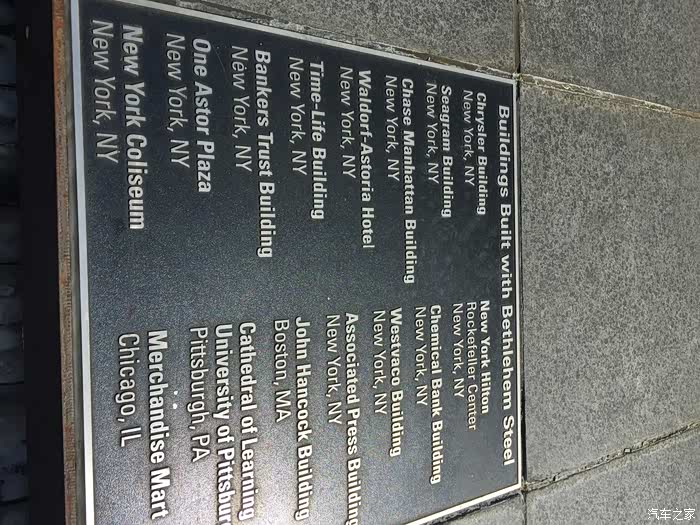 Buildings Built with Bethlehem Steel
Chrysler Building
New York, NY
Seagram Building
New York, NY
Chase Manhattan Building
New York, NY
Waldorf-Astoria Hotel
New York, NY
Time-Life Building
New York, NY
Bankers Trust Building
New York, NY
One Astor Plaza
New York, NY
New York Coliseum
New York, NY
New York Hilton
Rockefeller Center
New York, NY
Chemical Bank Building
New York, NY
Westvaco Building
New York, NY
Associated Press Building
New York, NY
John Hancock Building
Boston, MA
Cathedral of Learning
University of Pittsbur
Pittsburgh, PA
Merchandise Mart
Chicago, IL
汽车之家